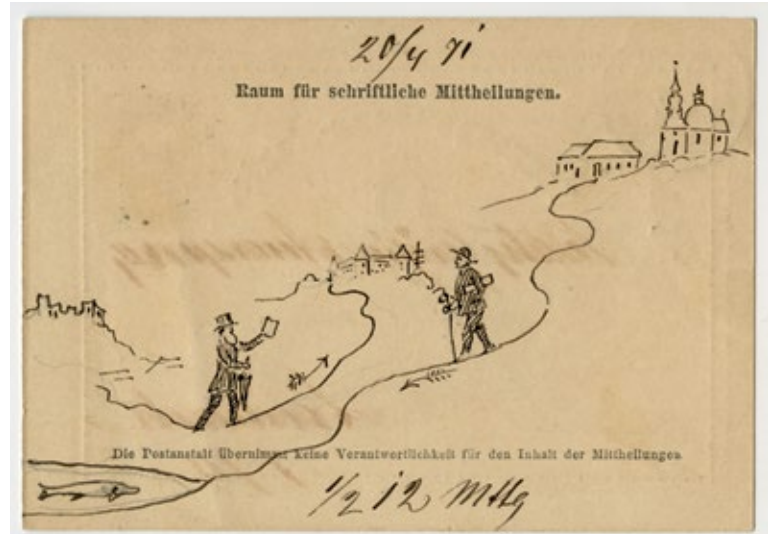 20/4 71
Raum für schriftliche Mittheilungen.
Die Postanstalt übernimmt keine Verantwortlichkeit für den Inhalt der Mittheilungen
1/2 12 Mttg